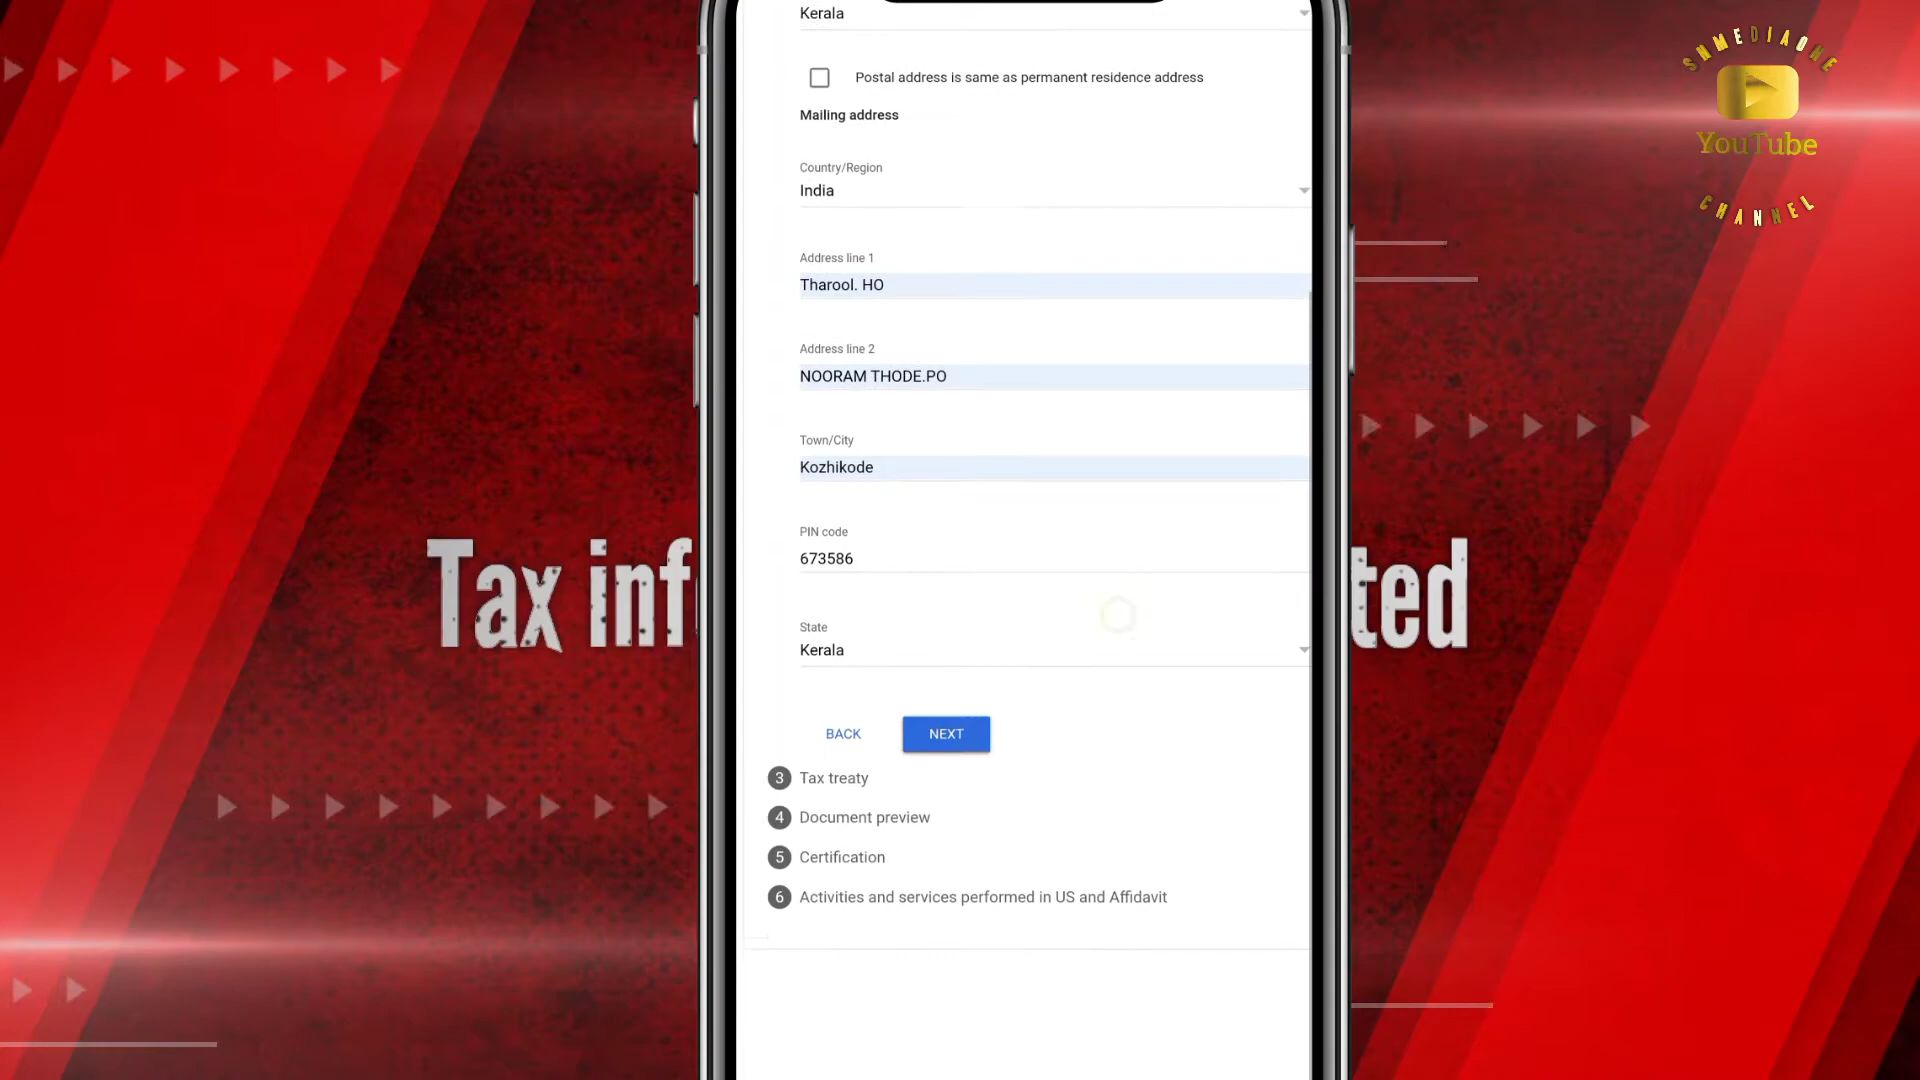 Kerala
Postal address is same as permanent residence address
Mailing address
Country/Region
India
Address line 1
Tharool. HO
Address line 2
NOORAM THODE.PO
Town/City
Kozhikode
PIN code
673586
State
Kerala
BACK
NEXT
3 Tax treaty
4 Document preview
5 Certification
6 Activities and services performed in US and Affidavit
Tax inf
ted
SHMEDIAONE
YouTube
CHANNEL